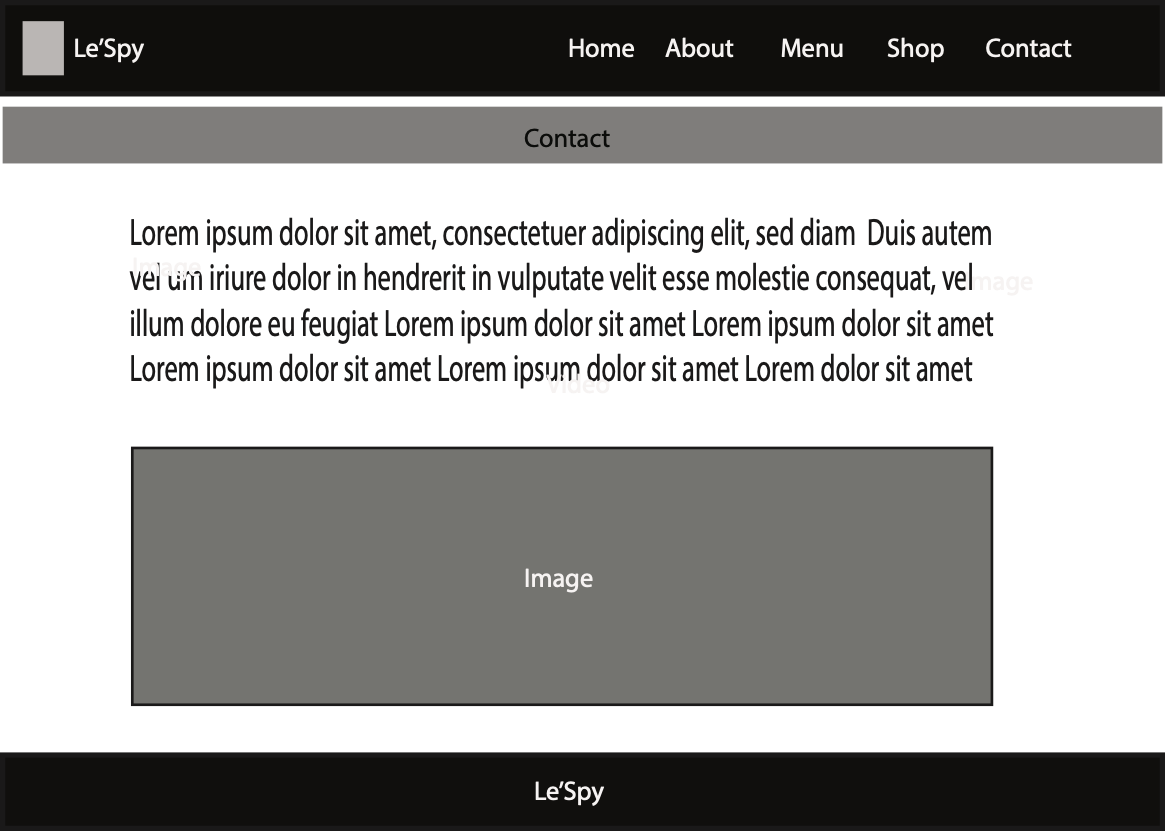 Le'Spy
Home About Menu Shop Contact
Contact
Lorem ipsum dolor sit amet, consectetuer adipiscing elit, sed diam Duis autem
Image
vel um iriure dolor in hendrerit in vulputate velit esse molestie consequat, vel
Image
illum dolore eu feugiat Lorem ipsum dolor sit amet Lorem ipsum dolor sit amet
Lorem ipsum dolor sit amet Lorem ipsum dolor sit amet Lorem dolor sit amet
Video
Image
Le'Spy